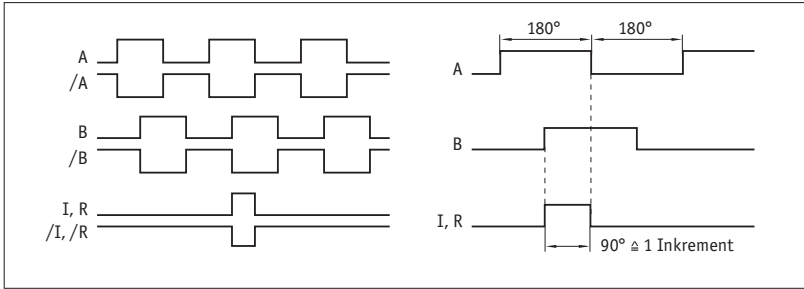 A
/A
B
/B
I, R
/I, /R
180° 180°
A
B
I, R
90° ≙ 1 Inkrement